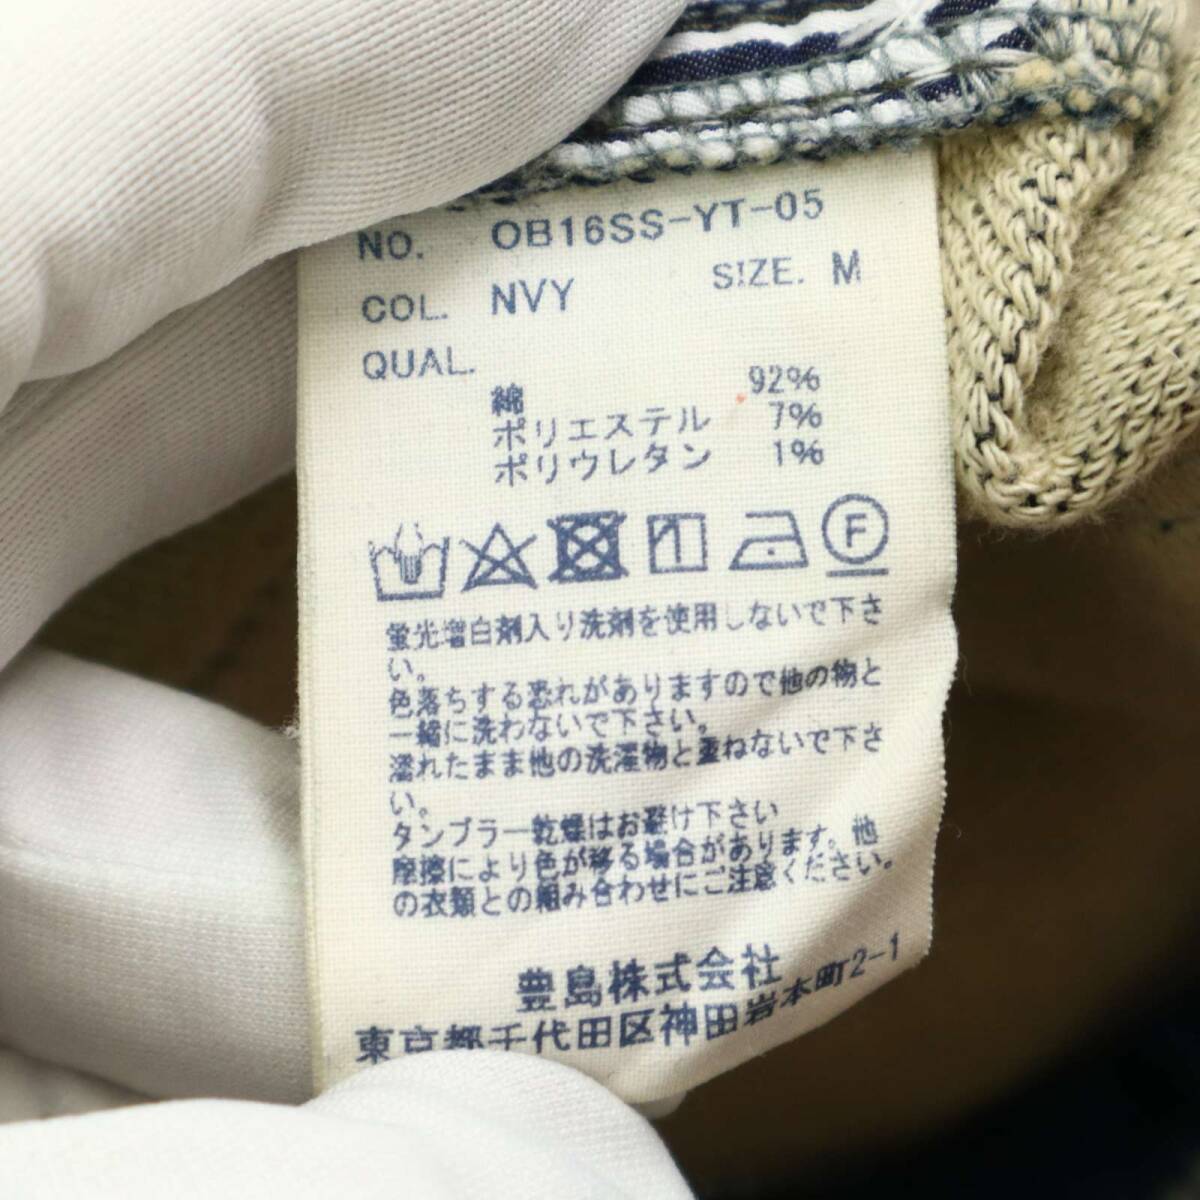 NO. OB16SS-YT-05
COL. NVY SIZE. M
QUAL.
綿 92%
ポリエステル 7%
ポリウレタン 1%
F
蛍光増白剤入り洗剤を使用しないで下さ
い。
色落ちする恐れがありますので他の物と
一緒に洗わないで下さい。
濡れたまま他の洗濯物と重ねないで下さ
い。
タンブラー乾燥はお避け下さい
摩擦により色が移る場合があります。他
の衣類との組み合わせにご注意ください。
豊島株式会社
東京都千代田区神田岩本町2-1